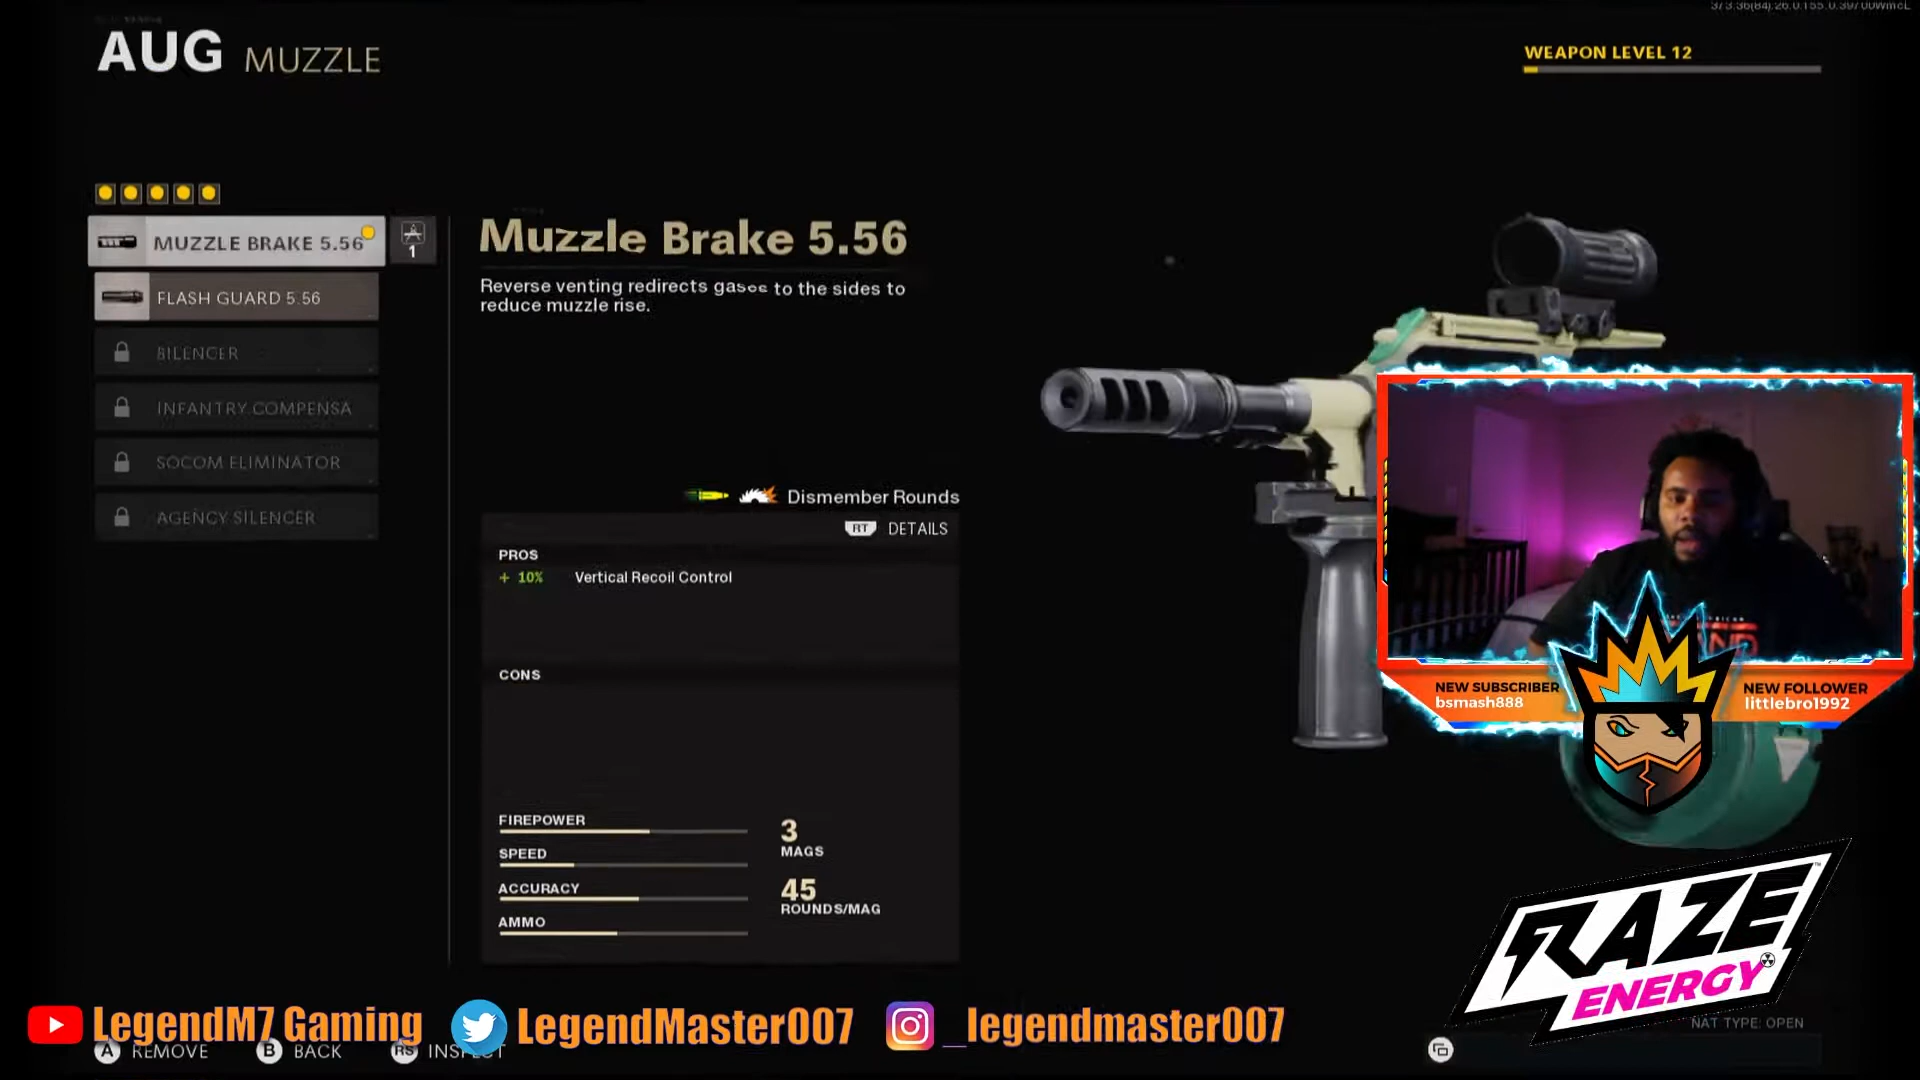 AUG MUZZLE
WEAPON LEVEL 12
MUZZLE BRAKE 5.56
1
FLASH GUARD 5.56
BILENCER
INFANTRY COMPENSA
SOCOM ELIMINATOR
AGENCY SILENCER
Muzzle Brake 5.56
Reverse venting redirects gases to the sides to
reduce muzzle rise.
Dismember Rounds
RT DETAILS
PROS
+ 10% Vertical Recoil Control
CONS
FIREPOWER
SPEED
ACCURACY
AMMO
3
MAGS
45
ROUNDS/MAG
NEW SUBSCRIBER
bsmash888
NEW FOLLOWER
littlebro1992
RAZE
ENERGY
NAT TYPE: OPEN
LegendM7 Gaming
LegendMaster007
_legendmaster007
A REMOVE
B BACK
RS INSPECT